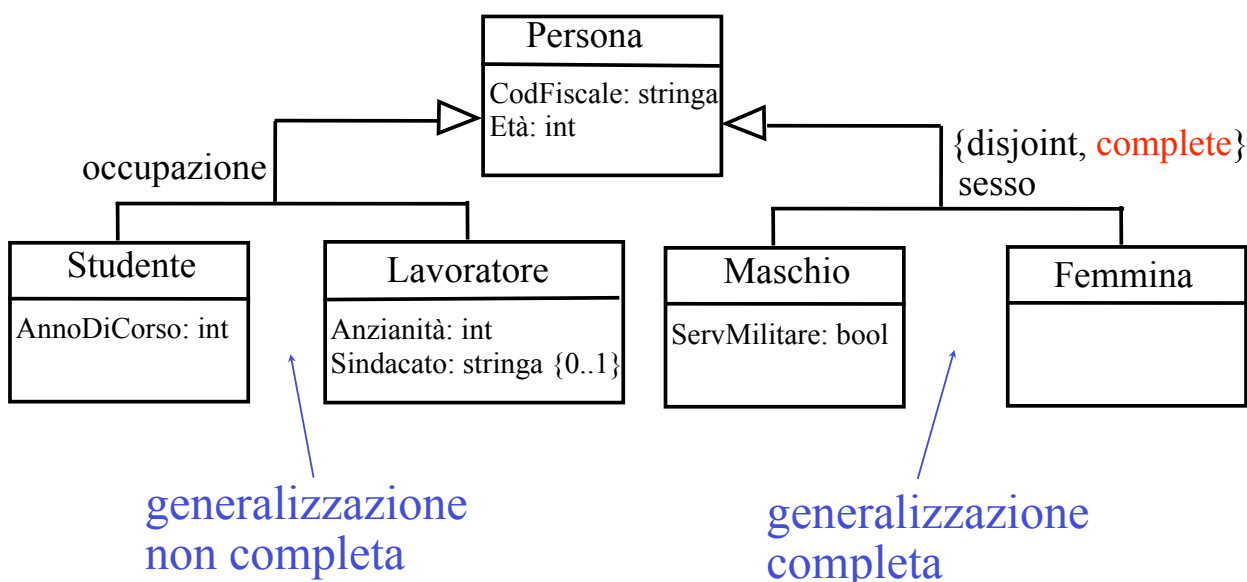 Persona
CodFiscale: stringa
Età: int
occupazione
{disjoint, complete}
sesso
Studente
AnnoDiCorso: int
Lavoratore
Anzianità: int
Sindacato: stringa {0..1}
Maschio
ServMilitare: bool
Femmina
generalizzazione
non completa
generalizzazione
completa